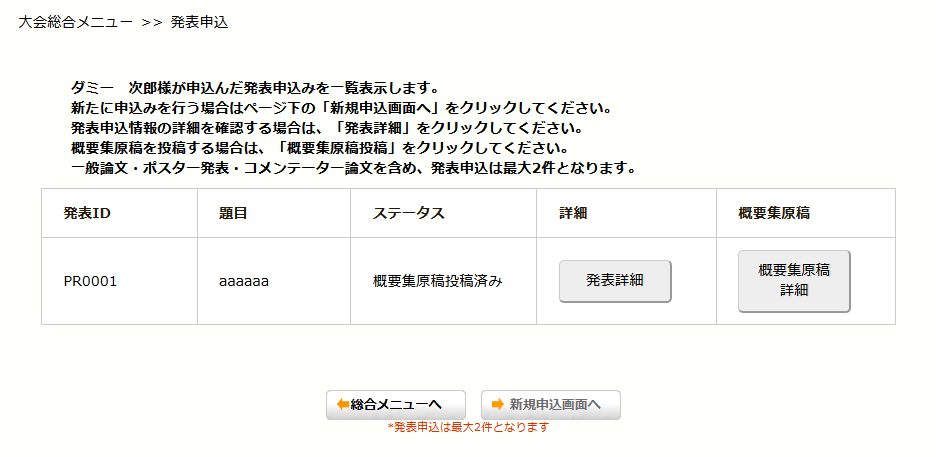 大会総合メニュー >> 発表申込
ダミー　次郎様が申込んだ発表申込みを一覧表示します。
新たに申込みを行う場合はページ下の「新規申込画面へ」をクリックしてください。
発表申込情報の詳細を確認する場合は、「発表詳細」をクリックしてください。
概要集原稿を投稿する場合は、「概要集原稿投稿」をクリックしてください。
一般論文・ポスター発表・コメンテーター論文を含め、発表申込は最大2件となります。
発表ID 題目 ステータス 詳細 概要集原稿
PR0001 aaaaaa 概要集原稿投稿済み 発表詳細 概要集原稿
詳細
総合メニューへ 新規申込画面へ
*発表申込は最大2件となります